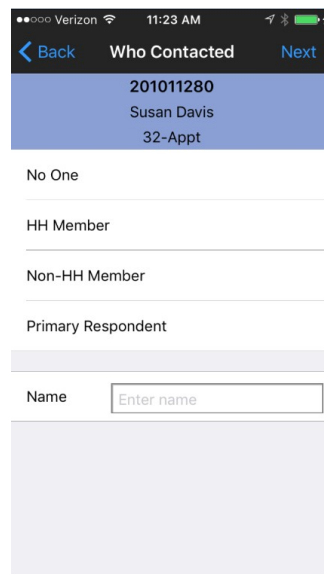 Verizon 11:23 AM
Back Who Contacted Next
201011280
Susan Davis
32-Appt
No One
HH Member
Non-HH Member
Primary Respondent
Name Enter name